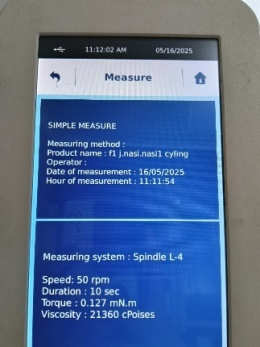 11:12:02 AM 05/16/2025
Measure
SIMPLE MEASURE
Measuring method :
Product name : f1 j.nasi.nasl1 cyling
Operator :
Date of measurement : 16/05/2025
Hour of measurement : 11:11:54
Measuring system : Spindle L-4
Speed: 50 rpm
Duration : 10 sec
Torque : 0.127 mN.m
Viscosity : 21360 cPoises